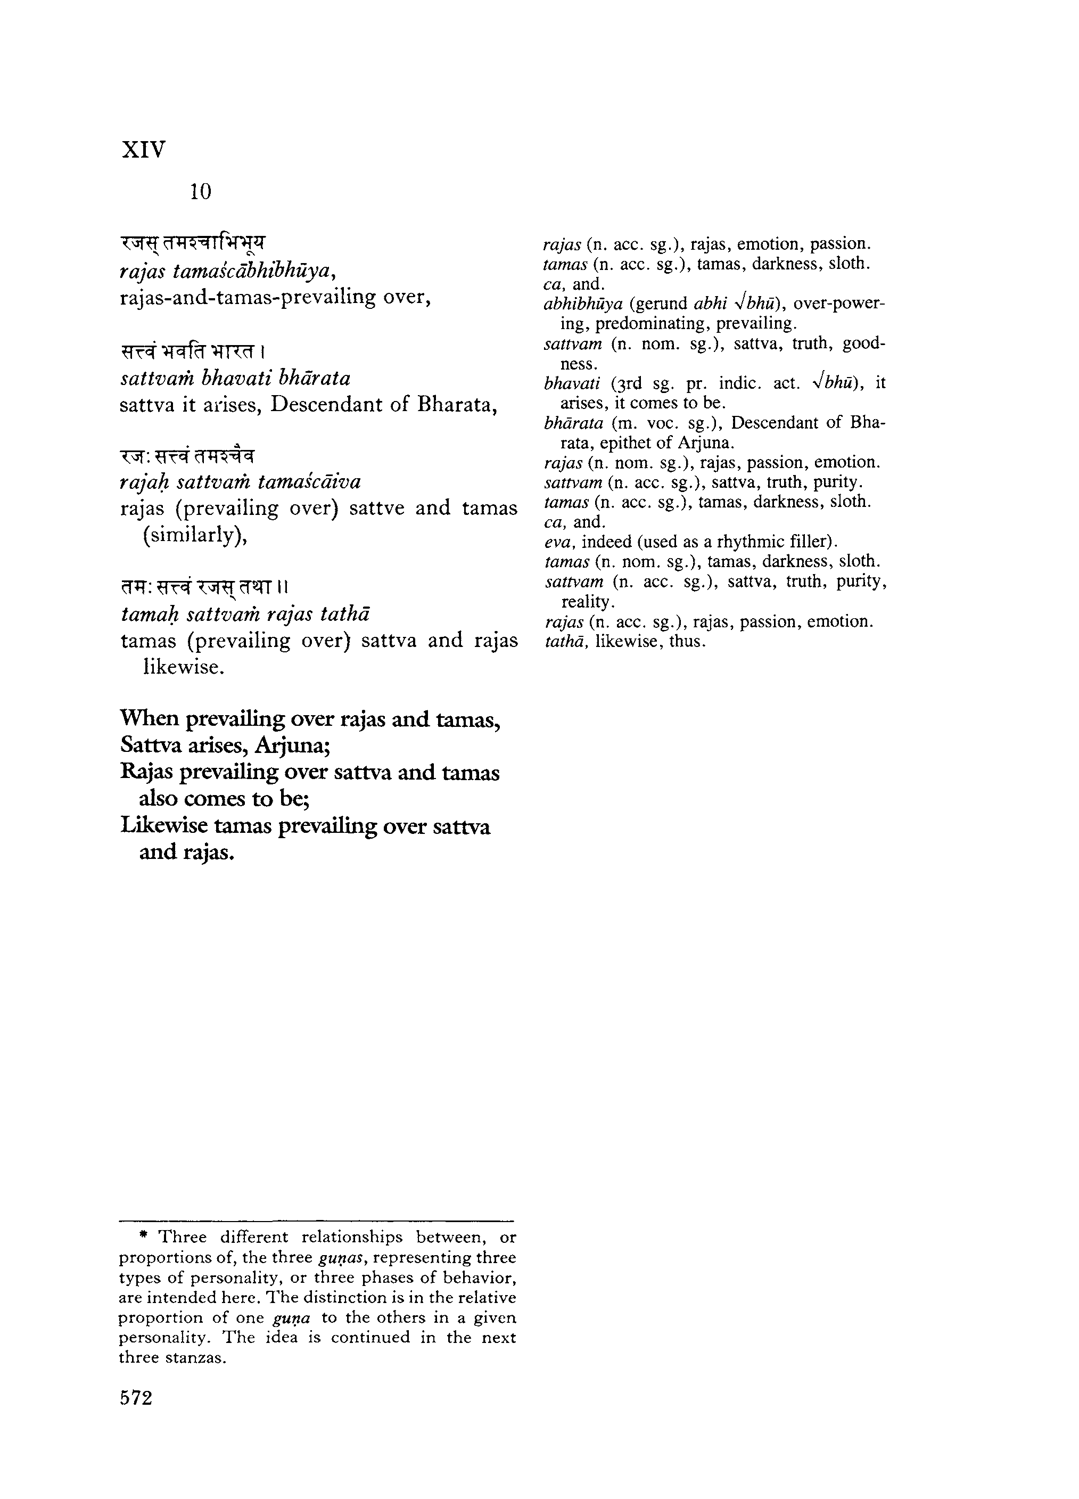 XIV
10
रजस् तमश्चाभिभूय
rajas tamaścābhibhūya,
rajas-and-tamas-prevailing over,
सत्त्वं भवति भारत ।
sattvaṁ bhavati bhārata
sattva it arises, Descendant of Bharata,
रजः सत्त्वं तमश्चैव
rajaḥ sattvaṁ tamaścāiva
rajas (prevailing over) sattve and tamas
(similarly),
तमः सत्त्वं रजस् तथा ॥
tamaḥ sattvaṁ rajas tathā
tamas (prevailing over) sattva and rajas
likewise.
When prevailing over rajas and tamas,
Sattva arises, Arjuna;
Rajas prevailing over sattva and tamas
also comes to be;
Likewise tamas prevailing over sattva
and rajas.
rajas (n. acc. sg.), rajas, emotion, passion.
tamas (n. acc. sg.), tamas, darkness, sloth.
ca, and.
abhibhūya (gerund abhi √bhū), over-power-
ing, predominating, prevailing.
sattvam (n. nom. sg.), sattva, truth, good-
ness.
bhavati (3rd sg. pr. indic. act. √bhū), it
arises, it comes to be.
bhārata (m. voc. sg.), Descendant of Bha-
rata, epithet of Arjuna.
rajas (n. nom. sg.), rajas, passion, emotion.
sattvam (n. acc. sg.), sattva, truth, purity.
tamas (n. acc. sg.), tamas, darkness, sloth.
ca, and.
eva, indeed (used as a rhythmic filler).
tamas (n. nom. sg.), tamas, darkness, sloth.
sattvam (n. acc. sg.), sattva, truth, purity,
reality.
rajas (n. acc. sg.), rajas, passion, emotion.
tathā, likewise, thus.
* Three different relationships between, or
proportions of, the three guṇas, representing three
types of personality, or three phases of behavior,
are intended here. The distinction is in the relative
proportion of one guṇa to the others in a given
personality. The idea is continued in the next
three stanzas.
572